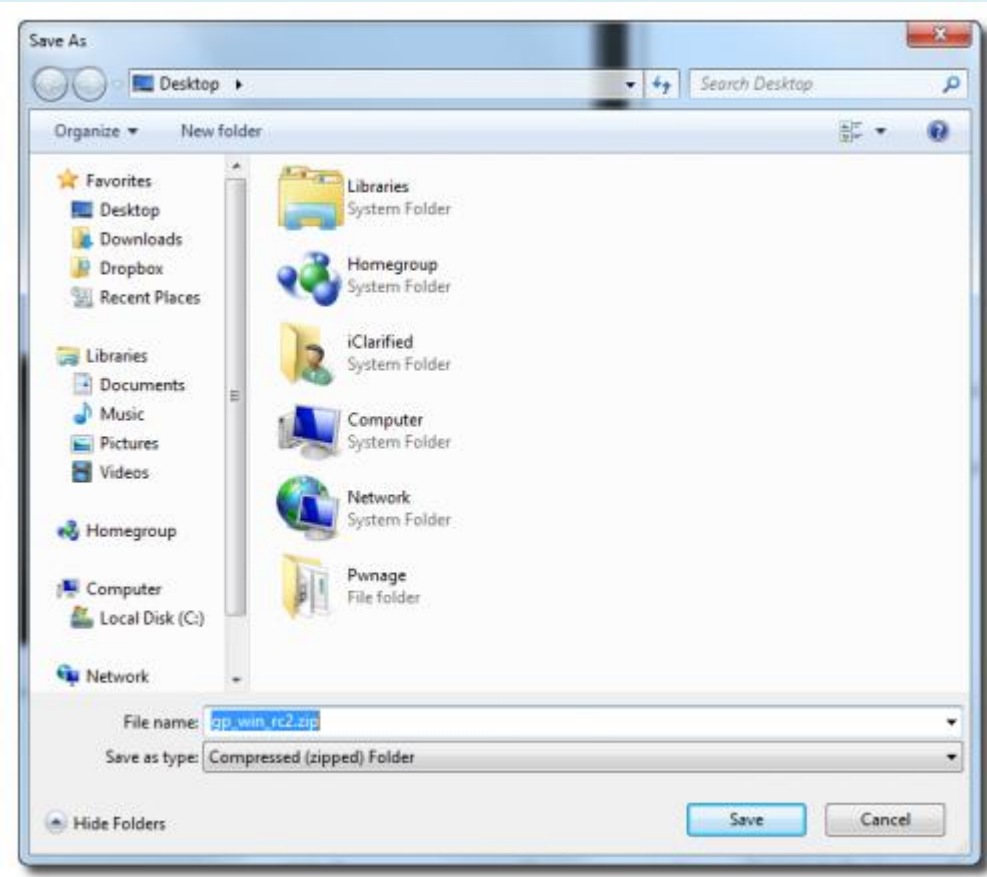 Save As
Desktop
Search Desktop
Organize
New folder
Favorites
Desktop
Downloads
Dropbox
Recent Places
Libraries
Documents
Music
Pictures
Videos
Homegroup
Computer
Local Disk (C:)
Network
Libraries
System Folder
Homegroup
System Folder
iClarified
System Folder
Computer
System Folder
Network
System Folder
Pwnage
File folder
File name: gp_win_rc2.zip
Save as type: Compressed (zipped) Folder
Hide Folders
Save
Cancel